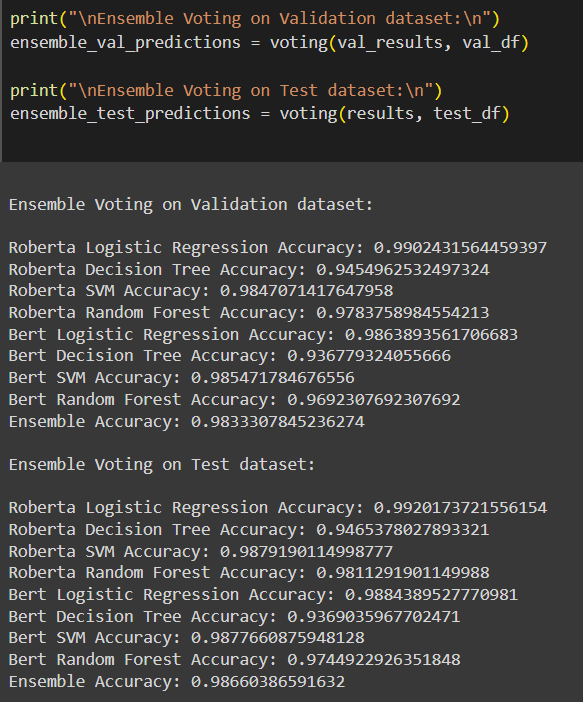 print("\nEnsemble Voting on Validation dataset:\n")
ensemble_val_predictions = voting(val_results, val_df)
print("\nEnsemble Voting on Test dataset:\n")
ensemble_test_predictions = voting(results, test_df)
Ensemble Voting on Validation dataset:
Roberta Logistic Regression Accuracy: 0.9902431564459397
Roberta Decision Tree Accuracy: 0.9454962532497324
Roberta SVM Accuracy: 0.9847071417647958
Roberta Random Forest Accuracy: 0.9783758984554213
Bert Logistic Regression Accuracy: 0.9863893561706683
Bert Decision Tree Accuracy: 0.936779324055666
Bert SVM Accuracy: 0.985471784676556
Bert Random Forest Accuracy: 0.9692307692307692
Ensemble Accuracy: 0.9833307845236274
Ensemble Voting on Test dataset:
Roberta Logistic Regression Accuracy: 0.9920173721556154
Roberta Decision Tree Accuracy: 0.9465378027893321
Roberta SVM Accuracy: 0.9879190114998777
Roberta Random Forest Accuracy: 0.9811291901149988
Bert Logistic Regression Accuracy: 0.9884389527770981
Bert Decision Tree Accuracy: 0.9369035967702471
Bert SVM Accuracy: 0.9877660875948128
Bert Random Forest Accuracy: 0.9744922926351848
Ensemble Accuracy: 0.98660386591632